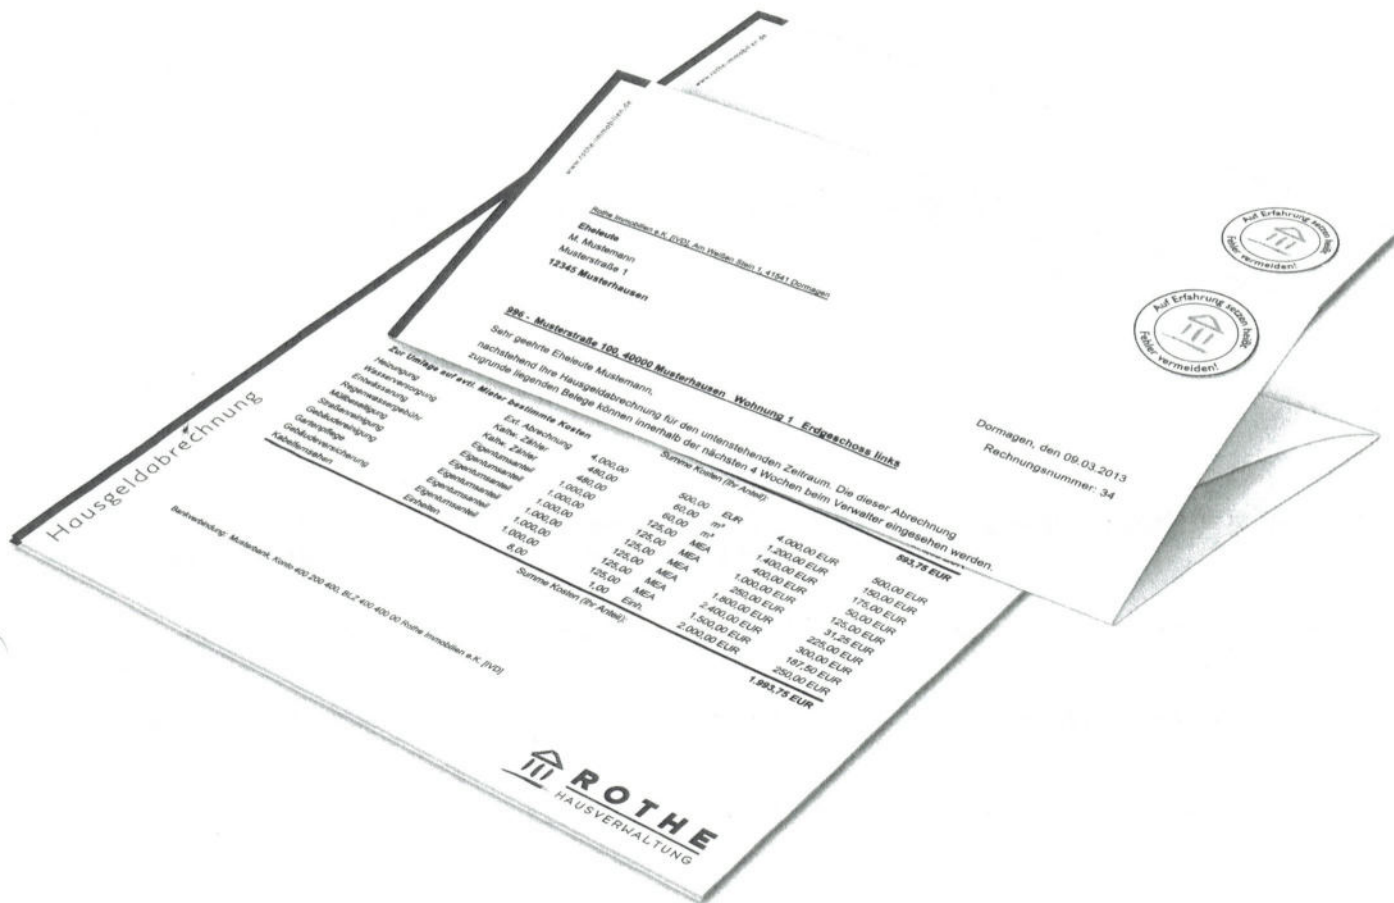 www.rothe-immobilien.de
www.rothe-immobilien.de
Auf Erfahrung setzen heißt, Fehler vermeiden!
Auf Erfahrung setzen heißt, Fehler vermeiden!
Rothe Immobilien e.K. [IVD], Am Weißen Stein 1, 41541 Dormagen
Eheleute
M. Mustemann
Musterstraße 1
12345 Musterhausen
Dormagen, den 09.03.2013
Rechnungsnummer: 34
996 - Musterstraße 100, 40000 Musterhausen Wohnung 1 Erdgeschoss links
Sehr geehrte Eheleute Mustemann,
nachstehend Ihre Hausgeldabrechnung für den untenstehenden Zeitraum. Die dieser Abrechnung
zugrunde liegenden Belege können innerhalb der nächsten 4 Wochen beim Verwalter eingesehen werden.
Summe Kosten (Ihr Anteil): 593,75 EUR
Zur Umlage auf evtl. Mieter bestimmte Kosten
Heizung Ext. Abrechnung 4.000,00 500,00 EUR 4.000,00 EUR 500,00 EUR
Wasserversorgung Kaltw. Zähler 480,00 60,00 m³ 1.200,00 EUR 150,00 EUR
Entwässerung Kaltw. Zähler 480,00 60,00 m³ 1.400,00 EUR 175,00 EUR
Regenwassergebühr Eigentumsanteil 1.000,00 125,00 MEA 400,00 EUR 50,00 EUR
Müllbeseitigung Eigentumsanteil 1.000,00 125,00 MEA 1.000,00 EUR 125,00 EUR
Straßenreinigung Eigentumsanteil 1.000,00 125,00 MEA 250,00 EUR 31,25 EUR
Gebäudereinigung Eigentumsanteil 1.000,00 125,00 MEA 1.800,00 EUR 225,00 EUR
Gartenpflege Eigentumsanteil 1.000,00 125,00 MEA 2.400,00 EUR 300,00 EUR
Gebäudeversicherung Eigentumsanteil 1.000,00 125,00 MEA 1.500,00 EUR 187,50 EUR
Kabelfernsehen Einheiten 8,00 1,00 Einh. 2.000,00 EUR 250,00 EUR
Summe Kosten (Ihr Anteil): 1.993,75 EUR
Hausgeldabrechnung
Bankverbindung: Musterbank, Konto 400 200 400, BLZ 400 400 00 Rothe Immobilien e.K. [IVD]
ROTHE
HAUSVERWALTUNG